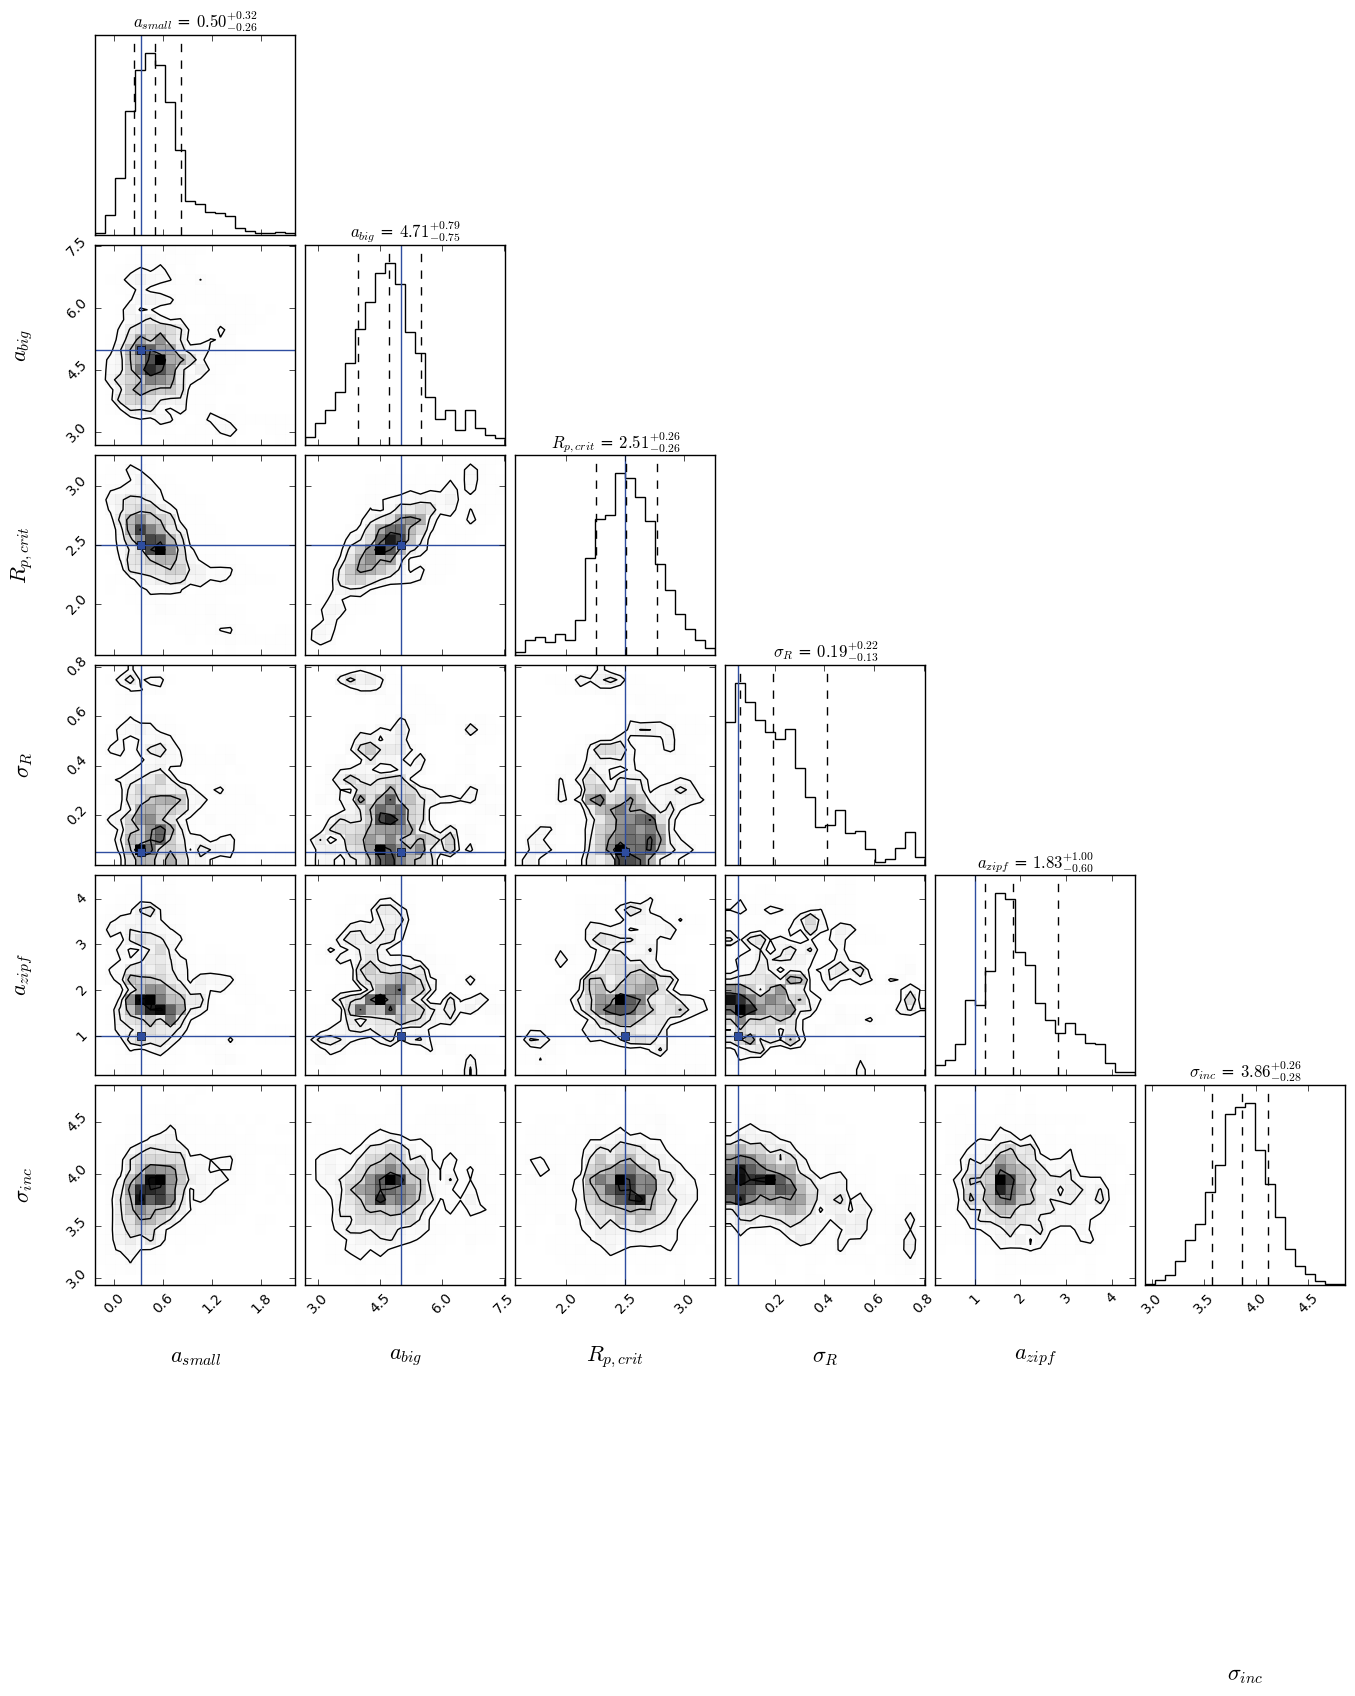 a_{small} = 0.50^{+0.32}_{-0.26}
7.5
a_{big} = 4.71^{+0.79}_{-0.75}
6.0
a_{big}
4.5
3.0
R_{p,crit} = 2.51^{+0.26}_{-0.26}
3.0
R_{p,crit}
2.5
2.0
0.8
σ_R = 0.19^{+0.22}_{-0.13}
0.6
σ_R
0.4
0.2
a_{zipf} = 1.83^{+1.00}_{-0.60}
4
3
a_{zipf}
2
1
σ_{inc} = 3.86^{+0.26}_{-0.28}
4.5
4.0
σ_{inc}
3.5
3.0
0.0 0.6 1.2 1.8 3.0 4.5 6.0 7.5 2.0 2.5 3.0 0.2 0.4 0.6 0.8 1 2 3 4 3.0 3.5 4.0 4.5
a_{small} a_{big} R_{p,crit} σ_R a_{zipf}
σ_{inc}